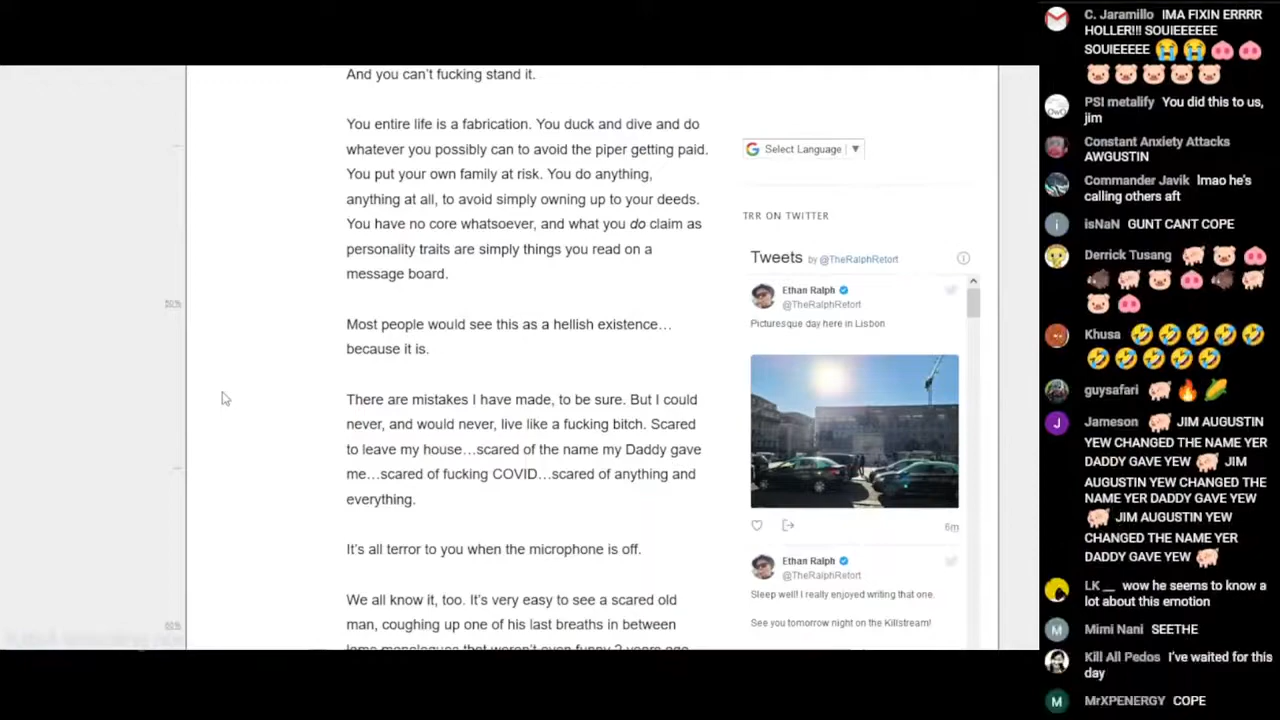 And you can't fucking stand it.
You entire life is a fabrication. You duck and dive and do
whatever you possibly can to avoid the piper getting paid.
You put your own family at risk. You do anything,
anything at all, to avoid simply owning up to your deeds.
You have no core whatsoever, and what you do claim as
personality traits are simply things you read on a
message board.
Most people would see this as a hellish existence…
because it is.
There are mistakes I have made, to be sure. But I could
never, and would never, live like a fucking bitch. Scared
to leave my house…scared of the name my Daddy gave
me…scared of fucking COVID…scared of anything and
everything.
It's all terror to you when the microphone is off.
We all know it, too. It's very easy to see a scared old
man, coughing up one of his last breaths in between
lame monologues that weren't even funny 2 years ago
50%
Select Language ▼
TRR ON TWITTER
Tweets by @TheRalphRetort
Ethan Ralph
@TheRalphRetort
Picturesque day here in Lisbon
6m
Ethan Ralph
@TheRalphRetort
Sleep well! I really enjoyed writing that one.
See you tomorrow night on the Killstream!
C. Jaramillo IMA FIXIN ERRRR
HOLLER!!! SOUIEEEEEE
SOUIEEEEE 😭😭🐽🐽
🐷🐷🐷🐷🐷
PSI metalify You did this to us,
jim
Constant Anxiety Attacks
AWGUSTIN
Commander Javik lmao he's
calling others aft
i
isNaN GUNT CANT COPE
Derrick Tusang 🐖🐷🐽
🐗🐖🐷🐽🐗🐖
🐷🐽
Khusa 🤣🤣🤣🤣🤣
🤣🤣🤣🤣🤣
guysafari 🐖🔥🌽
J
Jameson 🐖 JIM AUGUSTIN
YEW CHANGED THE NAME YER
DADDY GAVE YEW 🐖 JIM
AUGUSTIN YEW CHANGED THE
NAME YER DADDY GAVE YEW
🐖 JIM AUGUSTIN YEW
CHANGED THE NAME YER
DADDY GAVE YEW 🐖
LK __ wow he seems to know a
lot about this emotion
M
Mimi Nani SEETHE
Kill All Pedos I've waited for this
day
M
MrXPENERGY COPE